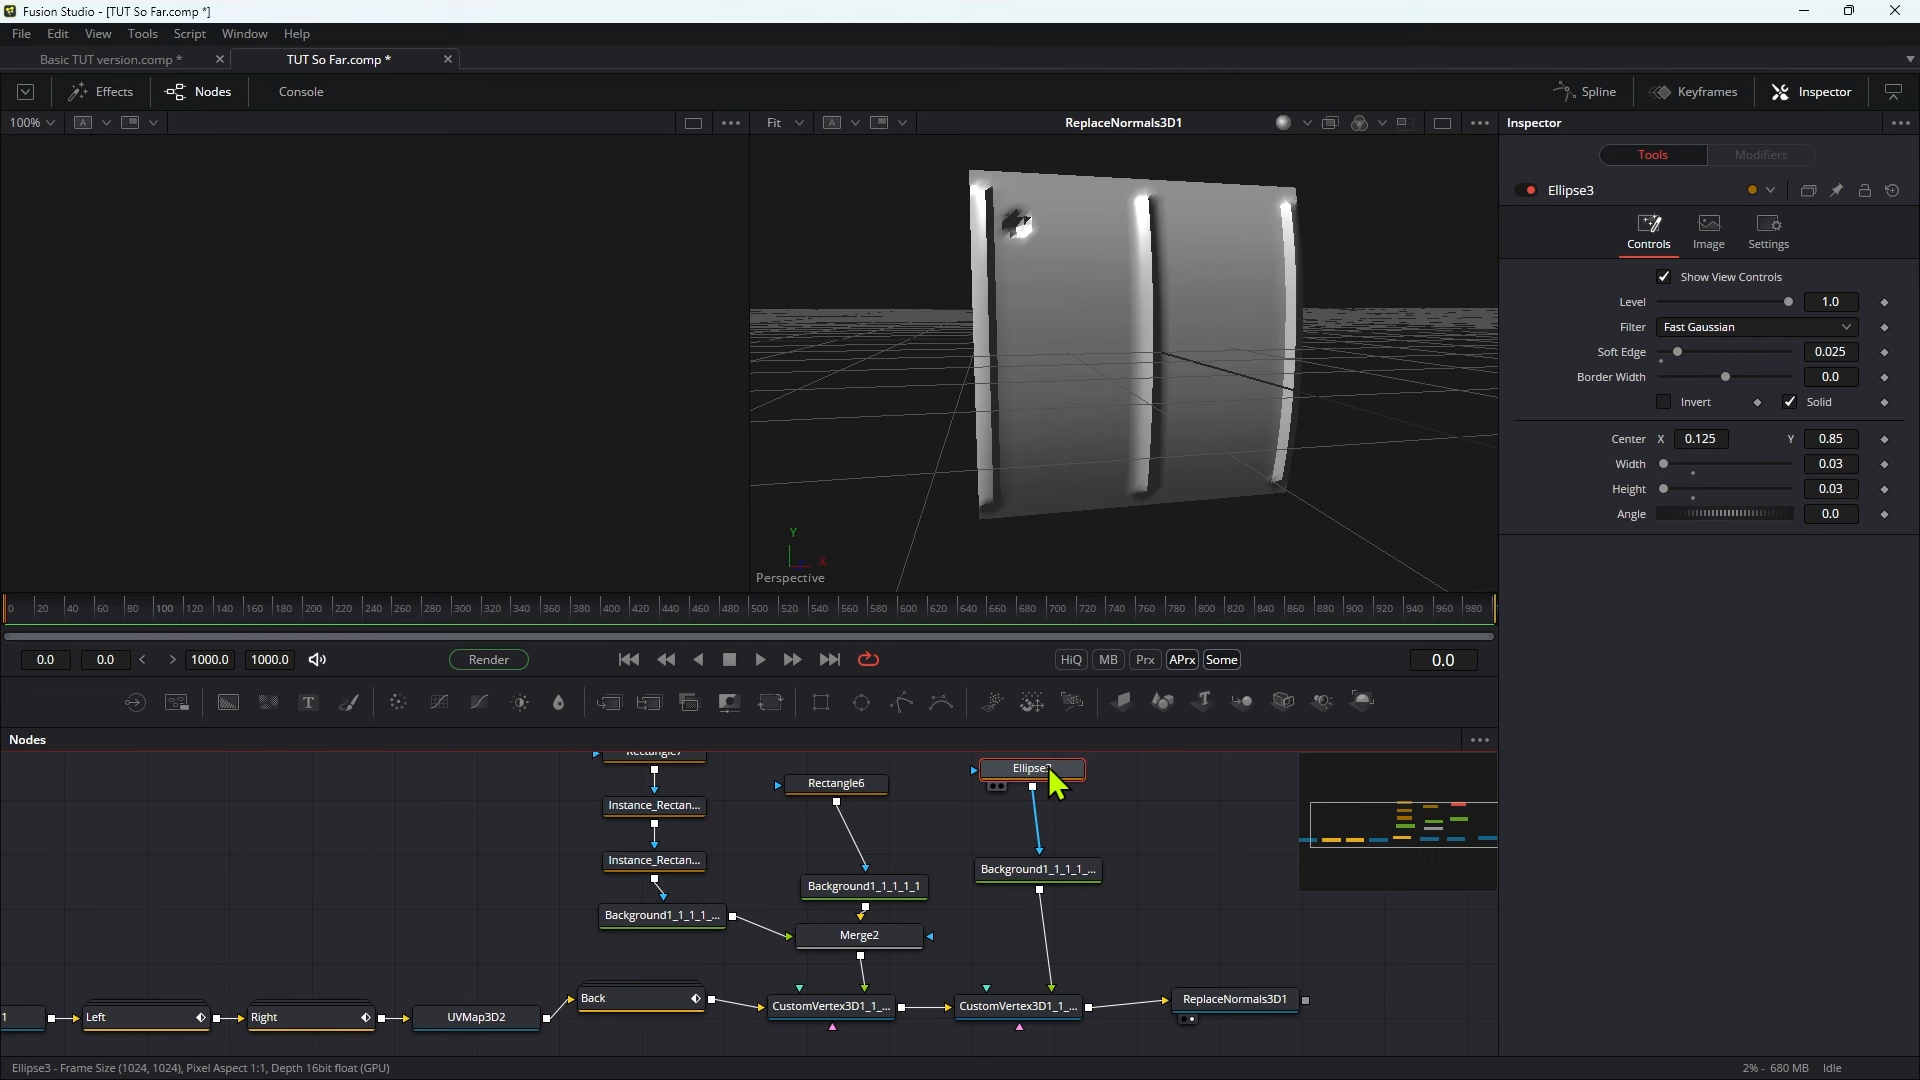 Fusion Studio - [TUT So Far.comp *]
File Edit View Tools Script Window Help
Basic TUT version.comp * TUT So Far.comp *
Effects Nodes Console Spline Keyframes Inspector
100% A Fit A ReplaceNormals3D1 Inspector
Tools Modifiers
Ellipse3
Controls Image Settings
Show View Controls
Level 1.0
Filter Fast Gaussian
Soft Edge 0.025
Border Width 0.0
Invert Solid
Center X 0.125 Y 0.85
Width 0.03
Height 0.03
Angle 0.0
Y
X
Perspective
0 20 40 60 80 100 120 140 160 180 200 220 240 260 280 300 320 340 360 380 400 420 440 460 480 500 520 540 560 580 600 620 640 660 680 700 720 740 760 780 800 820 840 860 880 900 920 940 960 980
0.0 0.0 < > 1000.0 1000.0 Render HiQ MB Prx APrx Some 0.0
T T
Nodes
Rectangle7
Ellipse3
Rectangle6
Instance_Rectan...
Instance_Rectan...
Background1_1_1_1_...
Background1_1_1_1_1
Background1_1_1_1_...
Merge2
Back
ReplaceNormals3D1
CustomVertex3D1_1_...
CustomVertex3D1_1_...
1 Left Right UVMap3D2
Ellipse3 - Frame Size (1024, 1024), Pixel Aspect 1:1, Depth 16bit float (GPU) 2% - 680 MB Idle